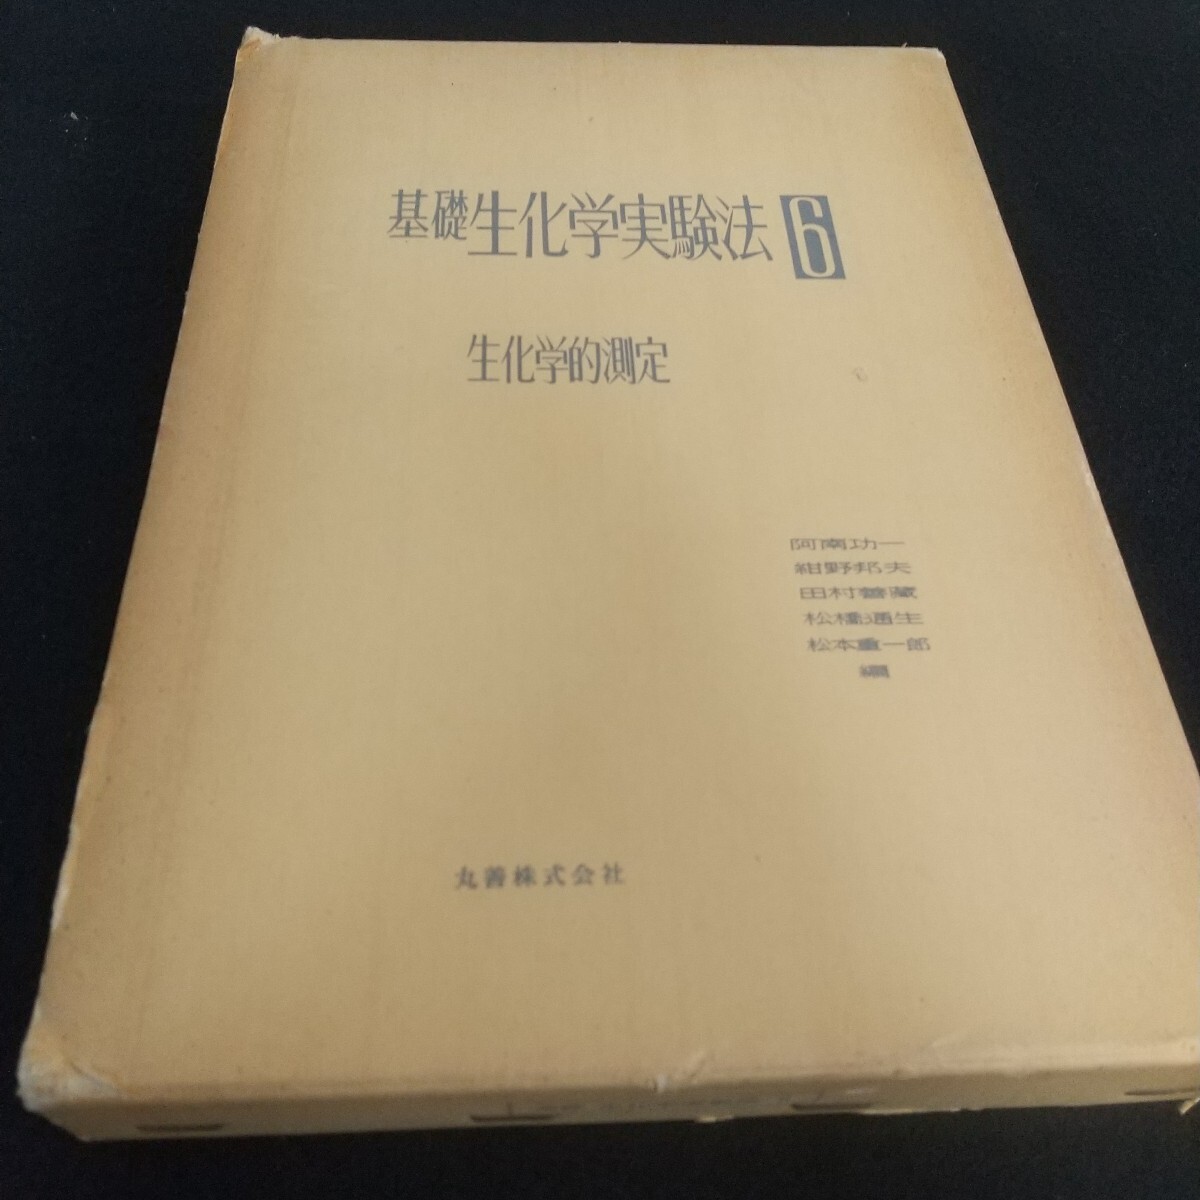 基礎生化学実験法 6
生化学的測定
阿南功一
紺野邦夫
田村善蔵
松橋通生
松本重一郎
編
丸善株式会社